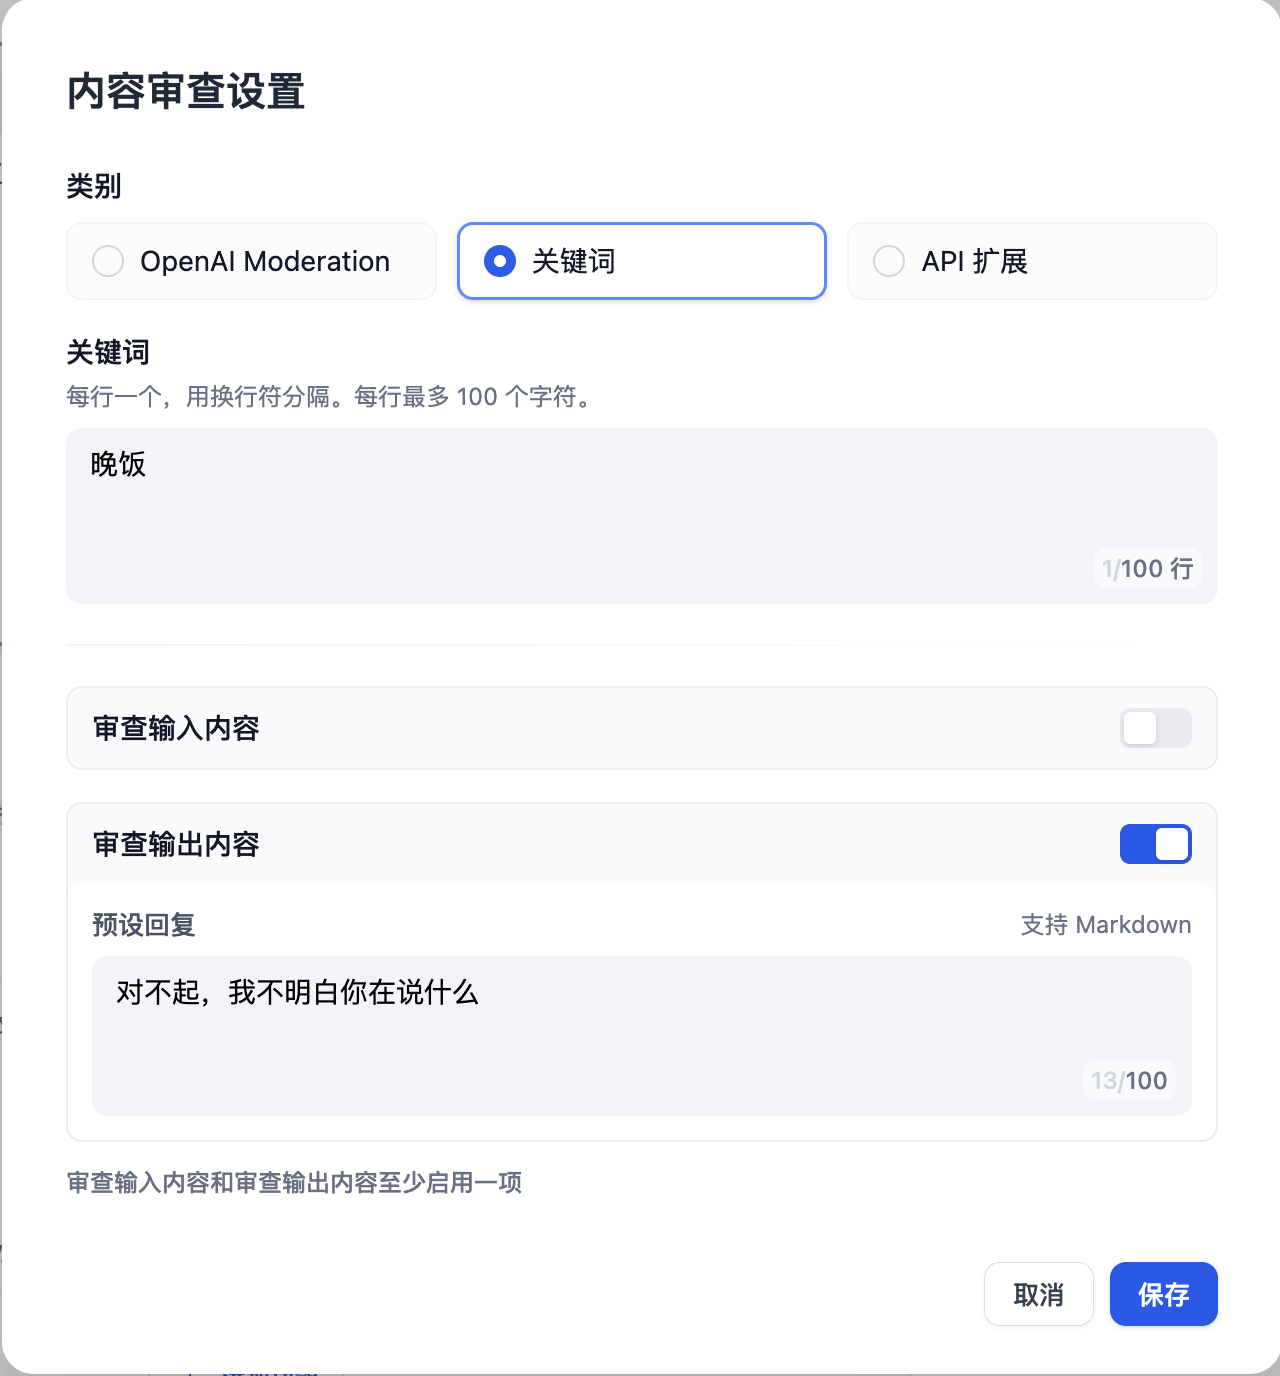 内容审查设置
类别
OpenAI Moderation
关键词
API 扩展
关键词
每行一个，用换行符分隔。每行最多 100 个字符。
晚饭
1/100 行
审查输入内容
审查输出内容
预设回复
支持 Markdown
对不起，我不明白你在说什么
13/100
审查输入内容和审查输出内容至少启用一项
取消
保存